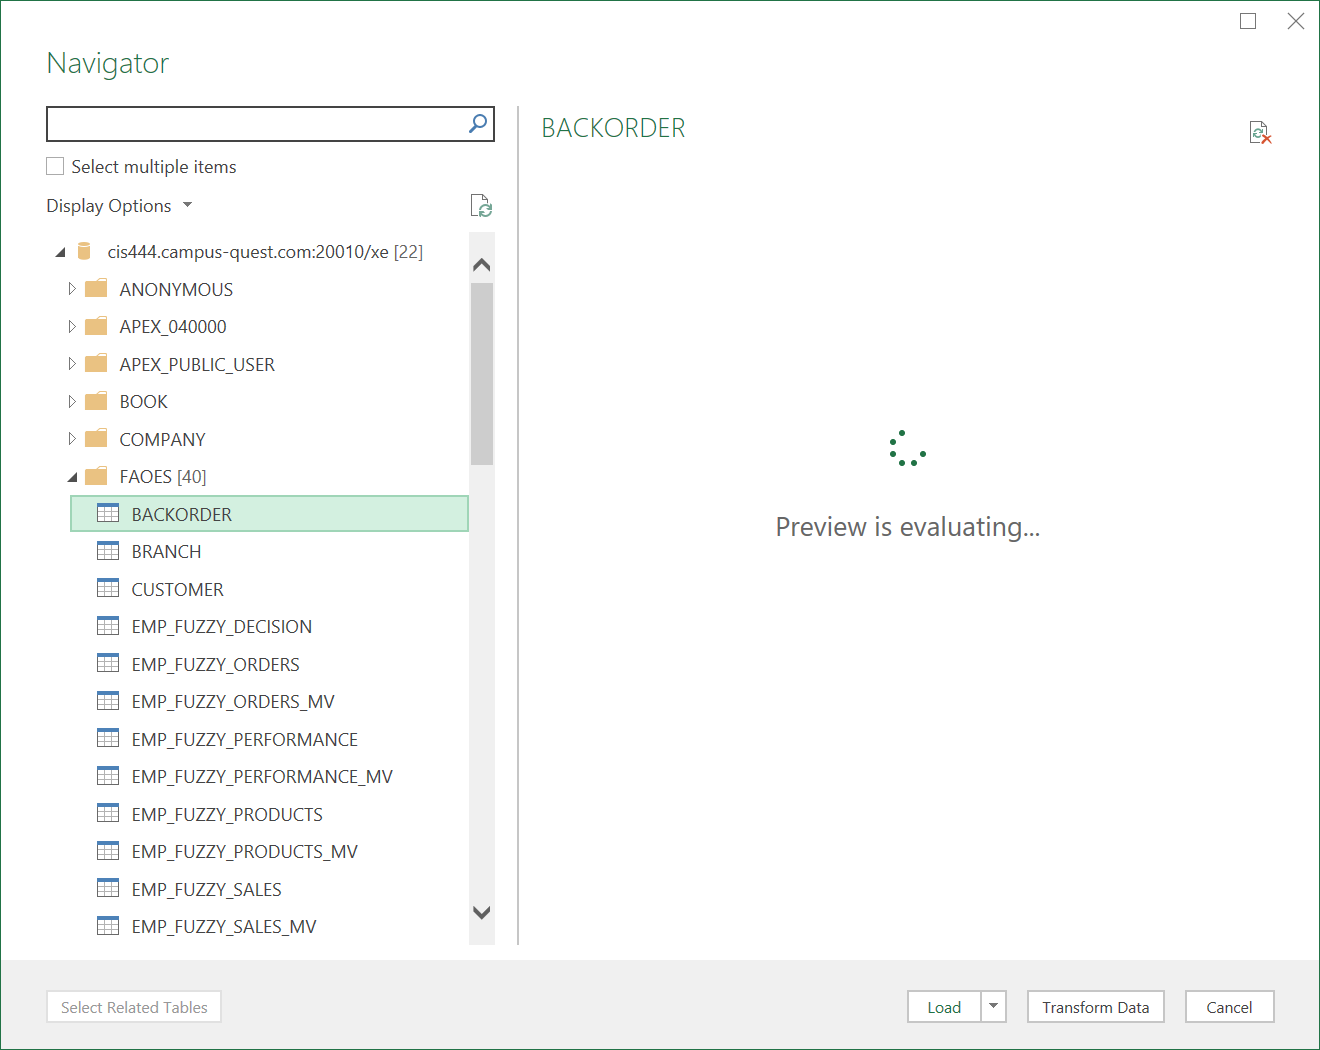 Navigator
Select multiple items
Display Options
cis444.campus-quest.com:20010/xe [22]
ANONYMOUS
APEX_040000
APEX_PUBLIC_USER
BOOK
COMPANY
FAOES [40]
BACKORDER
BRANCH
CUSTOMER
EMP_FUZZY_DECISION
EMP_FUZZY_ORDERS
EMP_FUZZY_ORDERS_MV
EMP_FUZZY_PERFORMANCE
EMP_FUZZY_PERFORMANCE_MV
EMP_FUZZY_PRODUCTS
EMP_FUZZY_PRODUCTS_MV
EMP_FUZZY_SALES
EMP_FUZZY_SALES_MV
BACKORDER
Preview is evaluating...
Select Related Tables
Load
Transform Data
Cancel